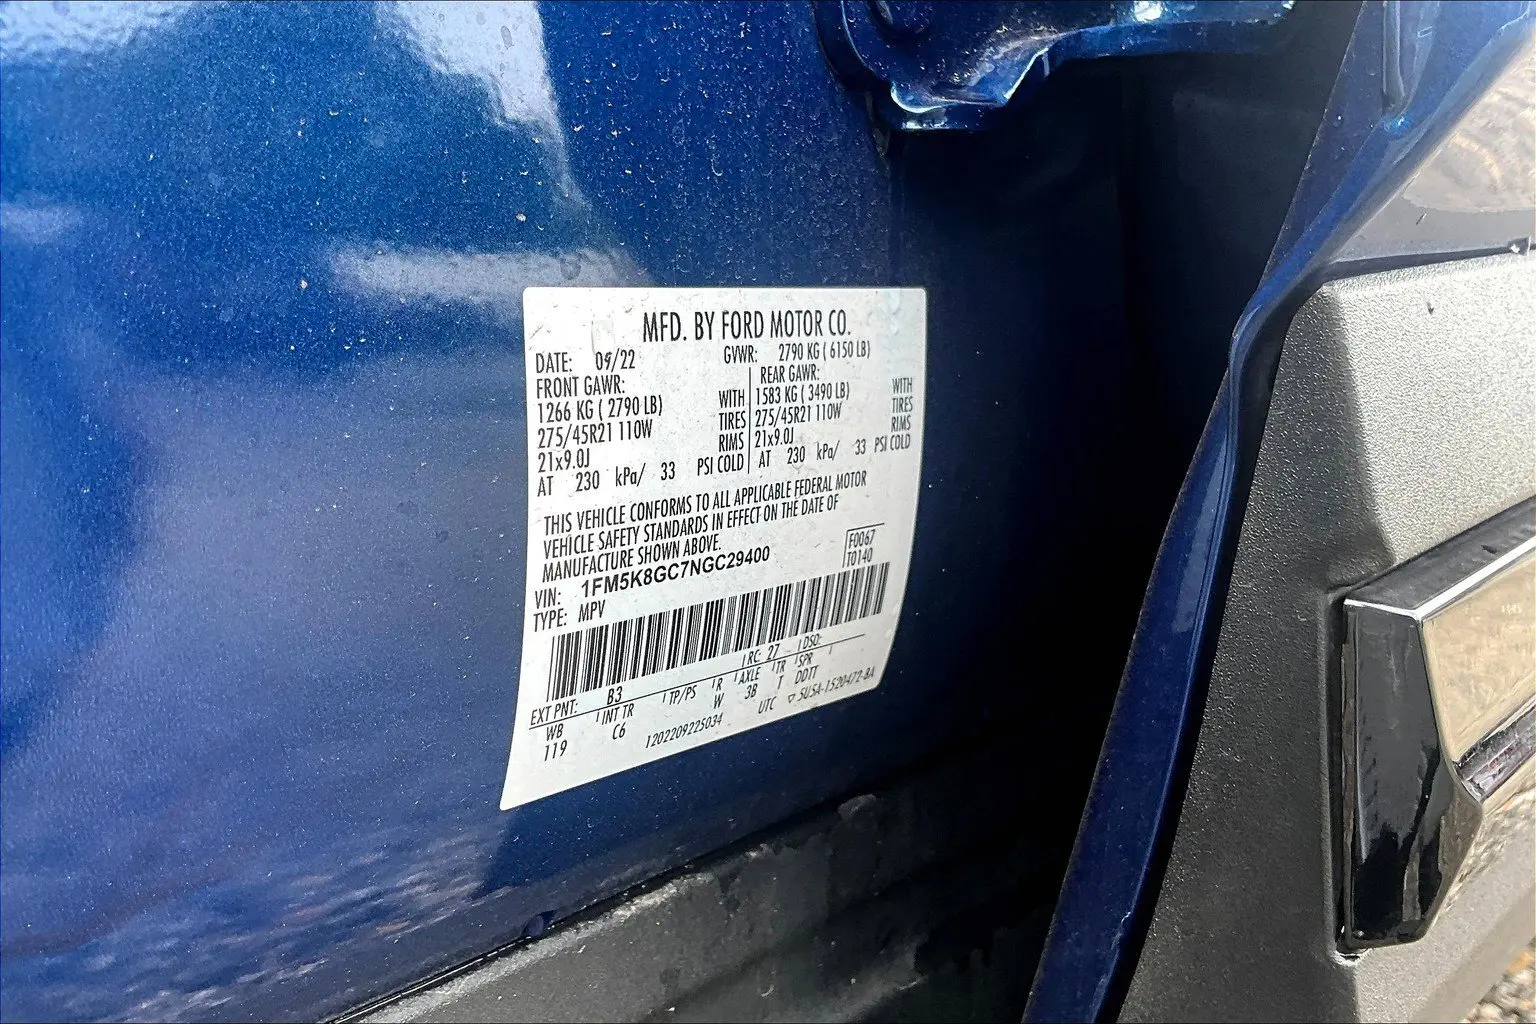 MFD. BY FORD MOTOR CO.
DATE: 09/22 GVWR: 2790 KG ( 6150 LB)
FRONT GAWR: REAR GAWR:
1266 KG ( 2790 LB) WITH 1583 KG ( 3490 LB) WITH
275/45R21 110W TIRES 275/45R21 110W TIRES
21x9.0J RIMS 21x9.0J RIMS
AT 230 kPa/ 33 PSI COLD AT 230 kPa/ 33 PSI COLD
THIS VEHICLE CONFORMS TO ALL APPLICABLE FEDERAL MOTOR
VEHICLE SAFETY STANDARDS IN EFFECT ON THE DATE OF
MANUFACTURE SHOWN ABOVE.
F0067
VIN: 1FM5K8GC7NGC29400
T0140
TYPE: MPV
EXT PNT: B3 RC: 27 DSO:
WB INT TR TP/PS R AXLE TR SPR
119 C6 W 3B T DDTT
1202209225034 UTC ▽ 5USA-1520472-BA